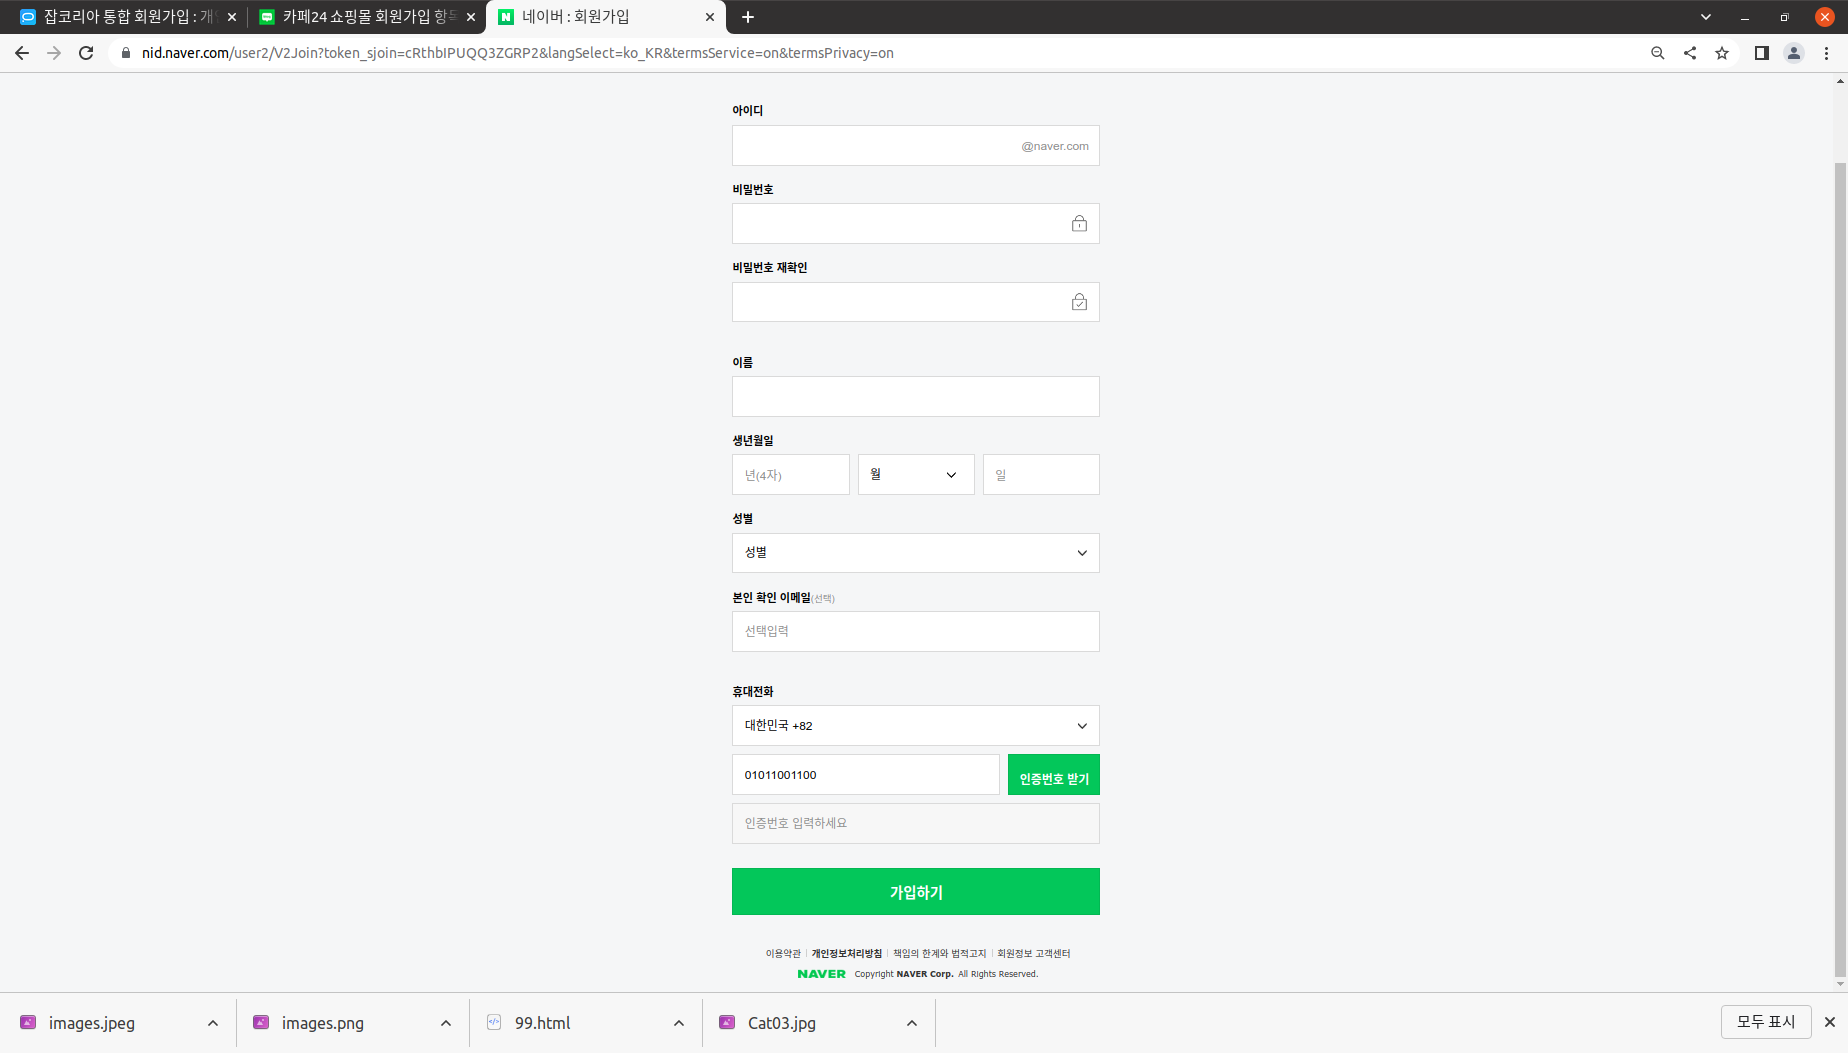 잡코리아 통합 회원가입 : 개인
카페24 쇼핑몰 회원가입 항목
네이버 : 회원가입
nid.naver.com/user2/V2Join?token_sjoin=cRthbIPUQQ3ZGRP2&langSelect=ko_KR&termsService=on&termsPrivacy=on
아이디
@naver.com
비밀번호
비밀번호 재확인
이름
생년월일
년(4자) 월 일
성별
성별
본인 확인 이메일(선택)
선택입력
휴대전화
대한민국 +82
01011001100 인증번호 받기
인증번호 입력하세요
가입하기
이용약관 | 개인정보처리방침 | 책임의 한계와 법적고지 | 회원정보 고객센터
NAVER Copyright NAVER Corp. All Rights Reserved.
images.jpeg images.png 99.html Cat03.jpg 모두 표시